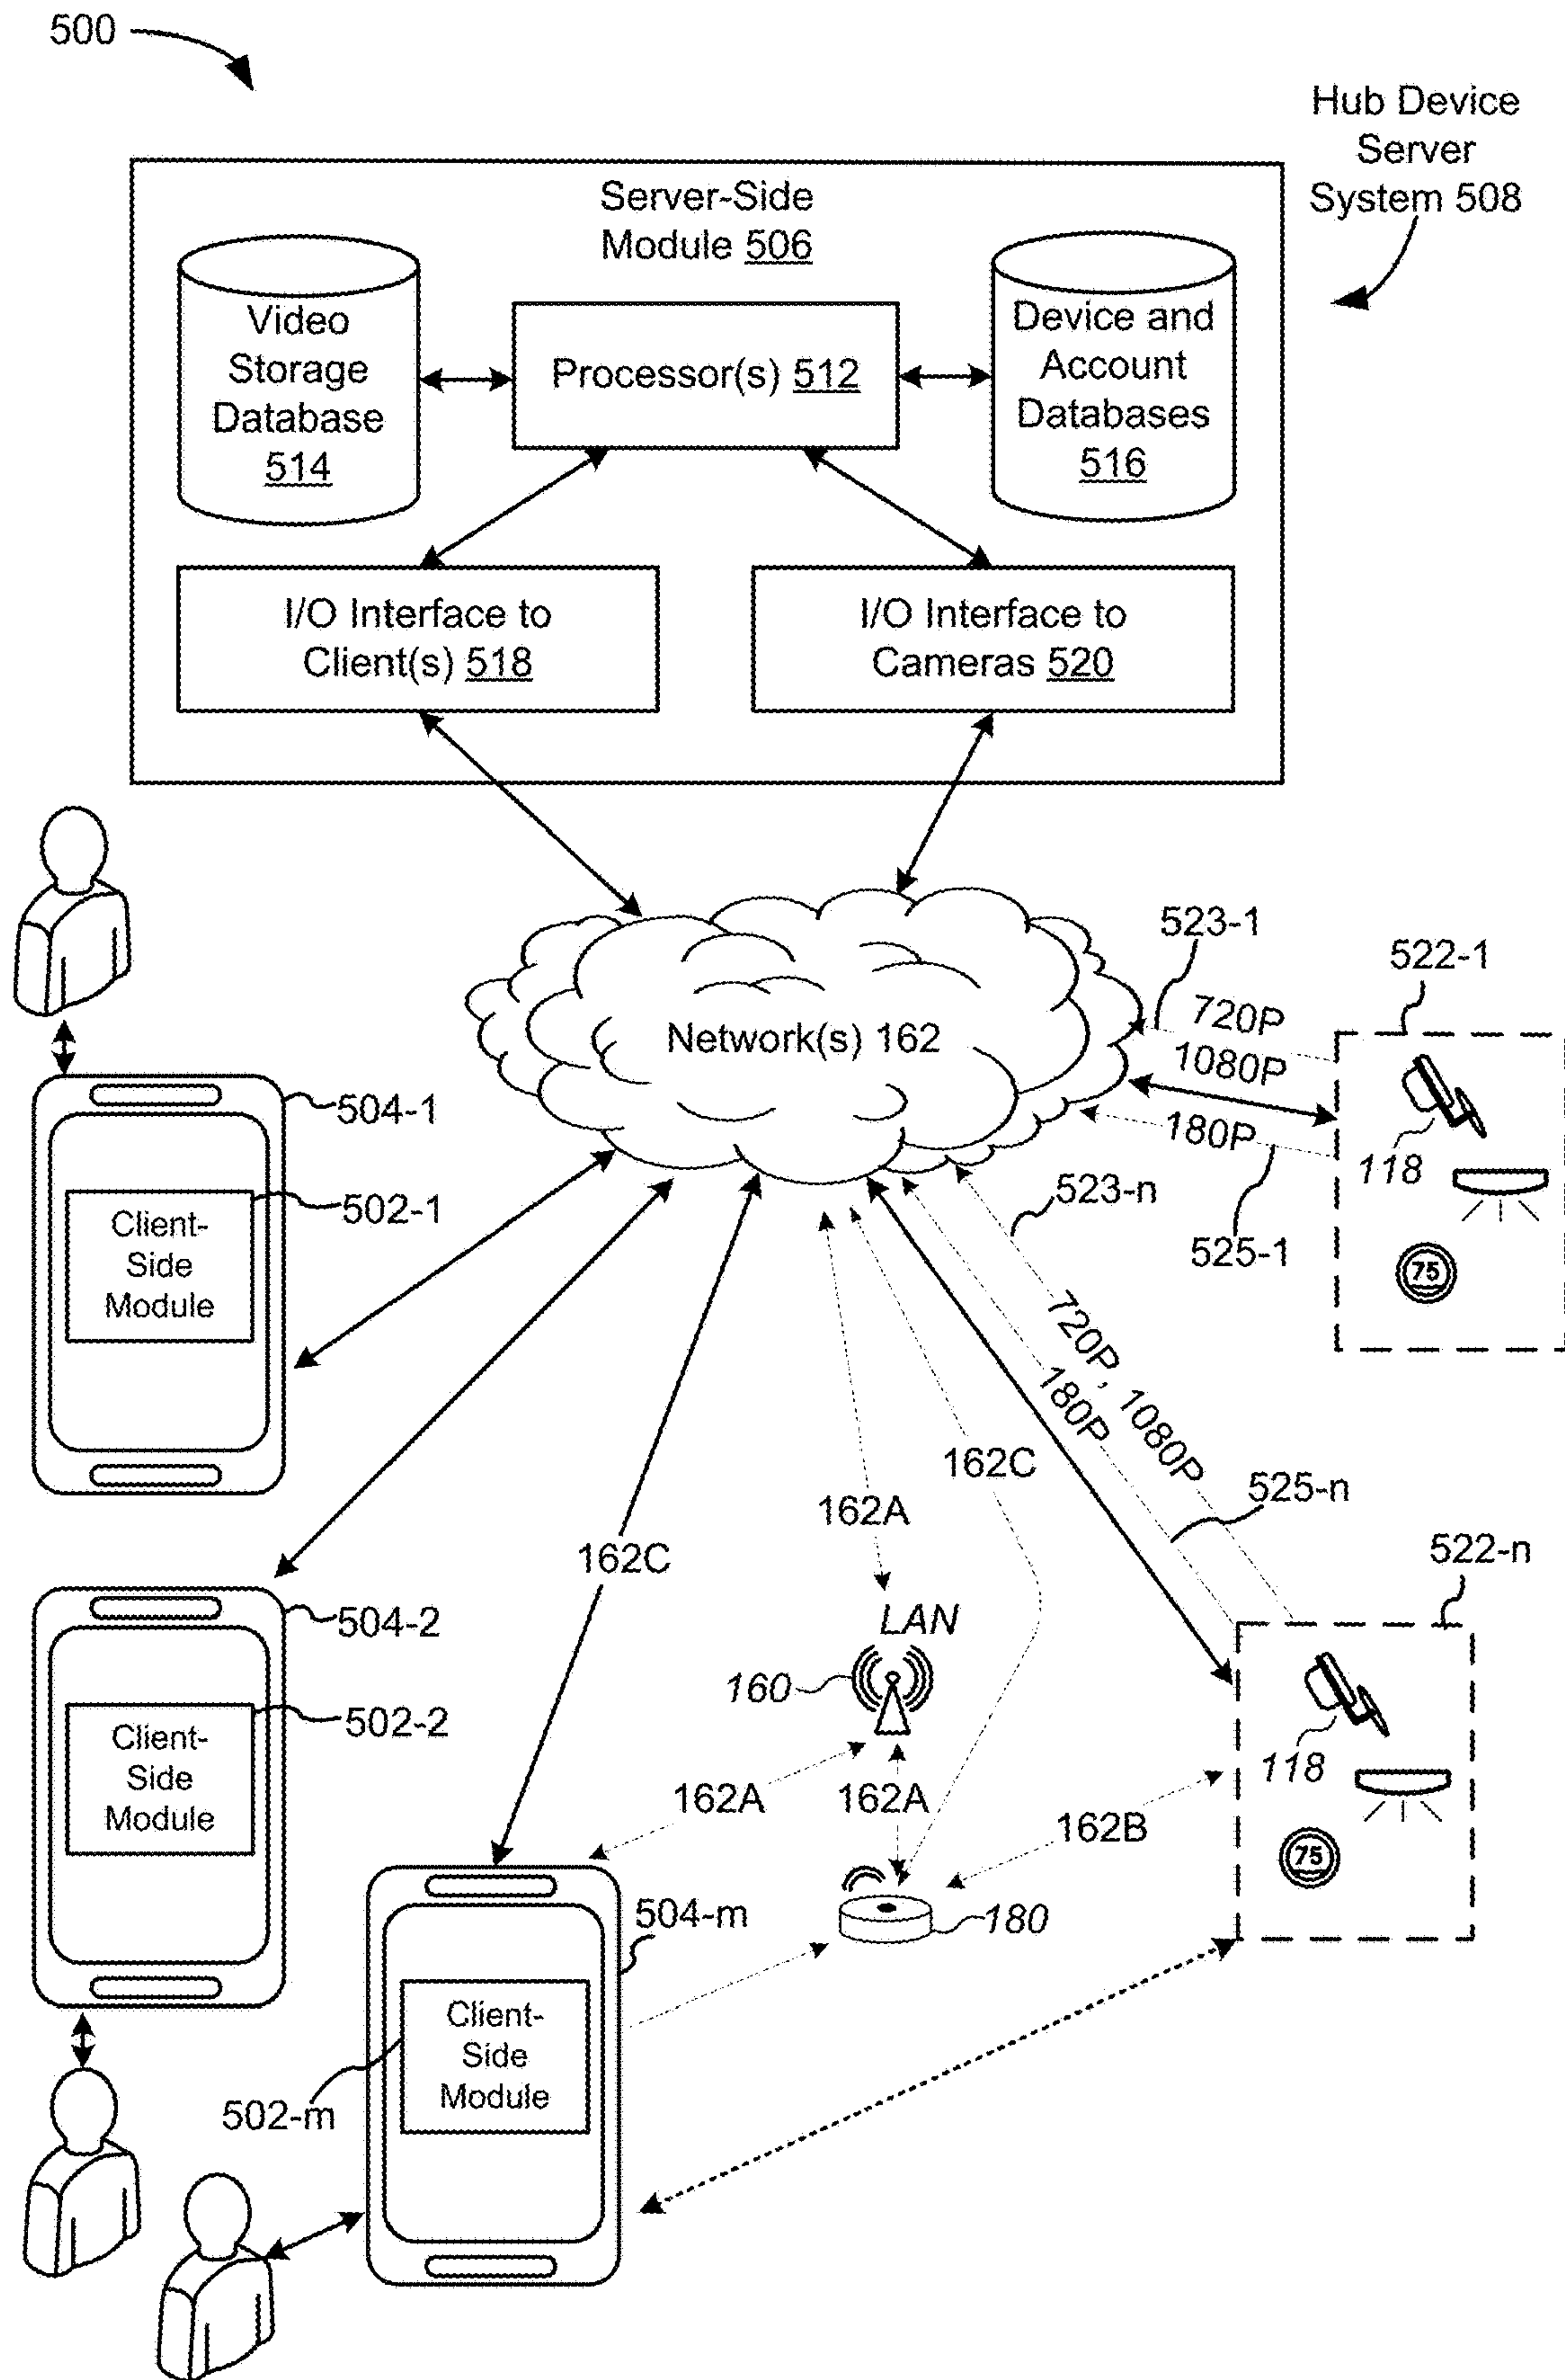 500
Hub Device
Server
System 508
Server-Side
Module 506
Video
Storage
Database
514
Processor(s) 512
Device and
Account
Databases
516
I/O Interface to
Client(s) 518
I/O Interface to
Cameras 520
Network(s) 162
523-1
522-1
720P
1080P
180P
118
525-1
75
504-1
502-1
Client-
Side
Module
523-n
720P, 1080P
180P
162C
162A
525-n
522-n
162C
LAN
160
504-2
502-2
Client-
Side
Module
162A
162A
162B
118
75
504-m
180
Client-
Side
Module
502-m